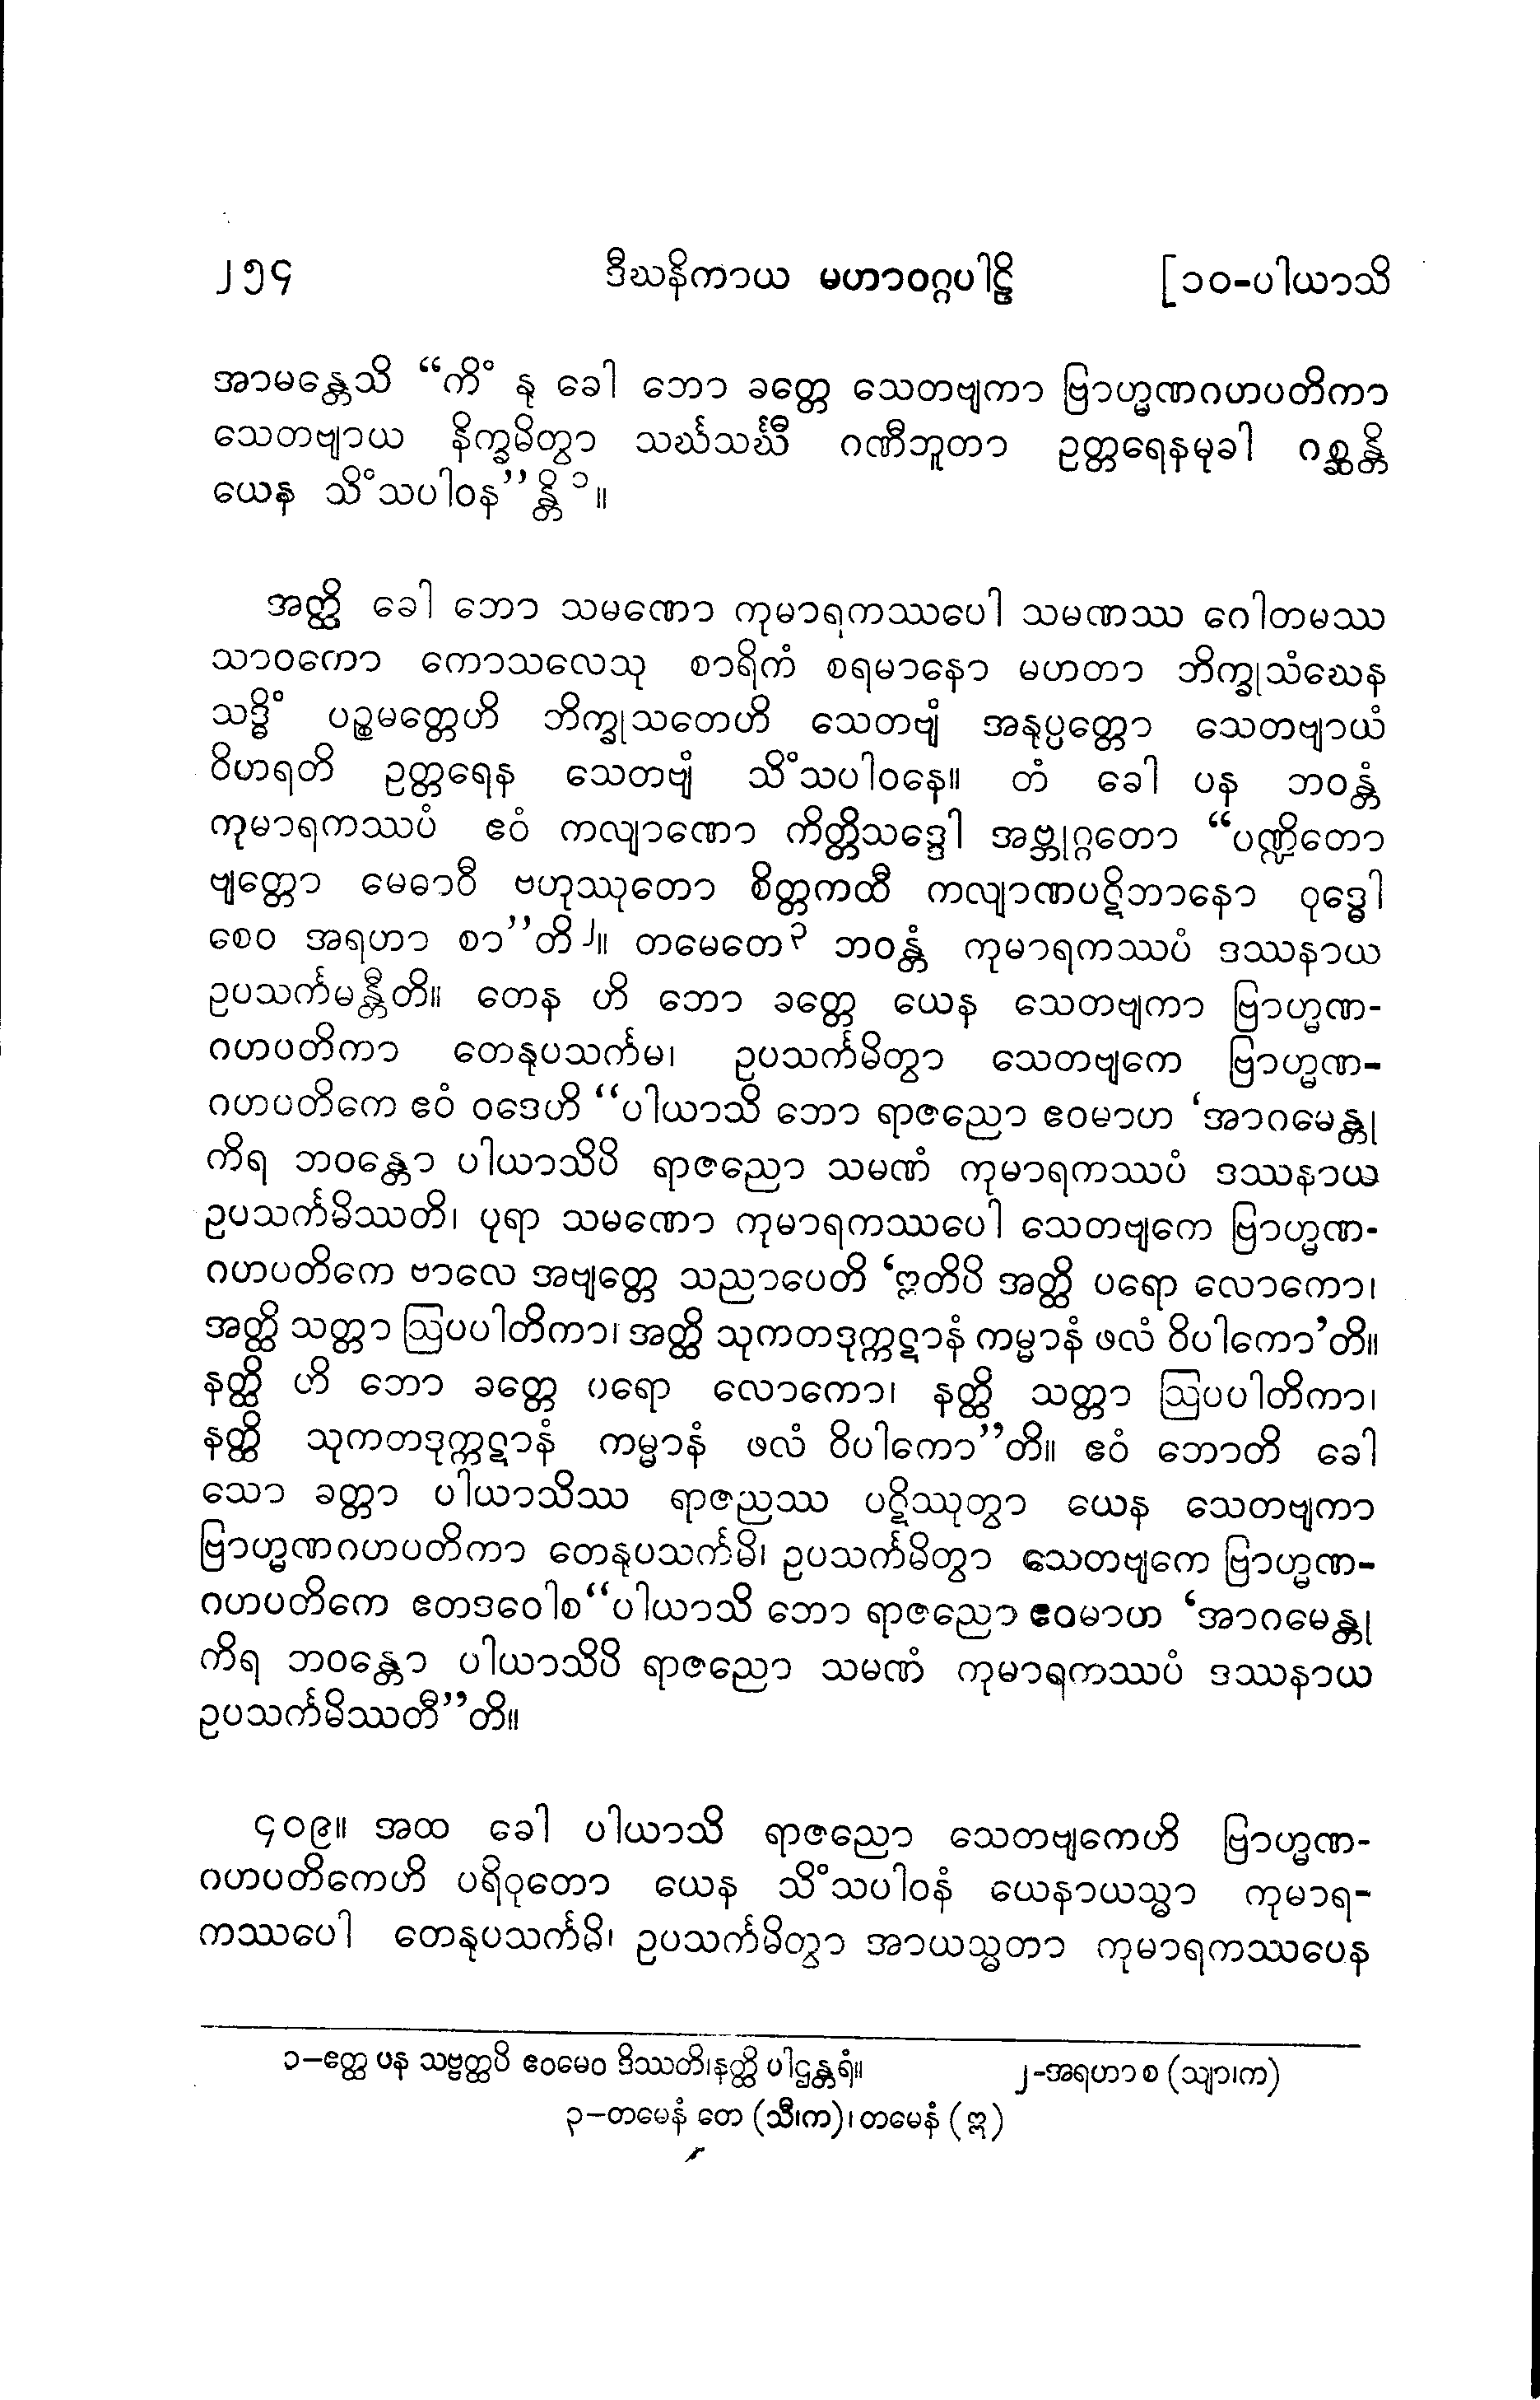 ၂၅၄ ဒီဃနိကာယ မဟာဝဂ္ဂပါဠိ [၁၀-ပါယာသိ
အာမန္တေသိ “ကိံ နု ခေါ ဘော ခတ္တေ သေတဗျကာ ဗြာဟ္မဏဂဟပတိကာ
သေတဗျာယ နိက္ခမိတွာ သင်္ဃသင်္ဃီ ဂဏီဘူတာ ဥတ္တရေနမုခါ ဂစ္ဆန္တိ
ယေန သိံသပါဝန”န္တိ၁။
အတ္ထိ ခေါ ဘော သမဏော ကုမာရကဿပေါ သမဏဿ ဂေါတမဿ
သာဝကော ကောသလေသု စာရိကံ စရမာနော မဟတာ ဘိက္ခုသံဃေန
သဒ္ဓိံ ပဉ္စမတ္တေဟိ ဘိက္ခုသတေဟိ သေတဗျံ အနုပ္ပတ္တော သေတဗျာယံ
ဝိဟရတိ ဥတ္တရေန သေတဗျံ သိံသပါဝနေ။ တံ ခေါ ပန ဘဝန္တံ
ကုမာရကဿပံ ဧဝံ ကလျာဏော ကိတ္တိသဒ္ဒေါ အဗ္ဘုဂ္ဂတော “ပဏ္ဍိတော
ဗျတ္တော မေဓာဝီ ဗဟုဿုတော စိတ္တကထီ ကလျာဏပဋိဘာနော ဝုဒ္ဓေါ
စေဝ အရဟာ စာ”တိ၂။ တမေတေ၃ ဘဝန္တံ ကုမာရကဿပံ ဒဿနာယ
ဥပသင်္ကမန္တီတိ။ တေန ဟိ ဘော ခတ္တေ ယေန သေတဗျကာ ဗြာဟ္မဏ-
ဂဟပတိကာ တေနုပသင်္ကမ၊ ဥပသင်္ကမိတွာ သေတဗျကေ ဗြာဟ္မဏ-
ဂဟပတိကေ ဧဝံ ဝဒေဟိ “ပါယာသိ ဘော ရာဇညော ဧဝမာဟ ‘အာဂမေန္တု
ကိရ ဘဝန္တော ပါယာသိပိ ရာဇညော သမဏံ ကုမာရကဿပံ ဒဿနာယ
ဥပသင်္ကမိဿတိ၊ ပုရာ သမဏော ကုမာရကဿပေါ သေတဗျကေ ဗြာဟ္မဏ-
ဂဟပတိကေ ဗာလေ အဗျတ္တေ သညာပေတိ ‘ဣတိပိ အတ္ထိ ပရော လောကော၊
အတ္ထိ သတ္တာ ဩပပါတိကာ၊ အတ္ထိ သုကတဒုက္ကဋာနံ ကမ္မာနံ ဖလံ ဝိပါကော’တိ။
နတ္ထိ ဟိ ဘော ခတ္တေ ပရော လောကော၊ နတ္ထိ သတ္တာ ဩပပါတိကာ၊
နတ္ထိ သုကတဒုက္ကဋာနံ ကမ္မာနံ ဖလံ ဝိပါကော”တိ။ ဧဝံ ဘောတိ ခေါ
သော ခတ္တာ ပါယာသိဿ ရာဇညဿ ပဋိဿုတွာ ယေန သေတဗျကာ
ဗြာဟ္မဏဂဟပတိကာ တေနုပသင်္ကမိ၊ ဥပသင်္ကမိတွာ သေတဗျကေ ဗြာဟ္မဏ-
ဂဟပတိကေ ဧတဒဝေါစ“ပါယာသိ ဘော ရာဇညော ဧဝမာဟ ‘အာဂမေန္တု
ကိရ ဘဝန္တော ပါယာသိပိ ရာဇညော သမဏံ ကုမာရကဿပံ ဒဿနာယ
ဥပသင်္ကမိဿတီ”တိ။
၄၀၉။ အထ ခေါ ပါယာသိ ရာဇညော သေတဗျကေဟိ ဗြာဟ္မဏ-
ဂဟပတိကေဟိ ပရိဝုတော ယေန သိံသပါဝနံ ယေနာယသ္မာ ကုမာရ-
ကဿပေါ တေနုပသင်္ကမိ၊ ဥပသင်္ကမိတွာ အာယသ္မတာ ကုမာရကဿပေန
၁–ဧတ္ထ ပန သဗ္ဗတ္ထပိ ဧဝမေဝ ဒိဿတိ၊နတ္ထိ ပါဌန္တရံ။ ၂-အရဟာ စ (သျာ၊က)
၃–တမေနံ တေ (သီ၊က)၊ တမေနံ (ဣ)